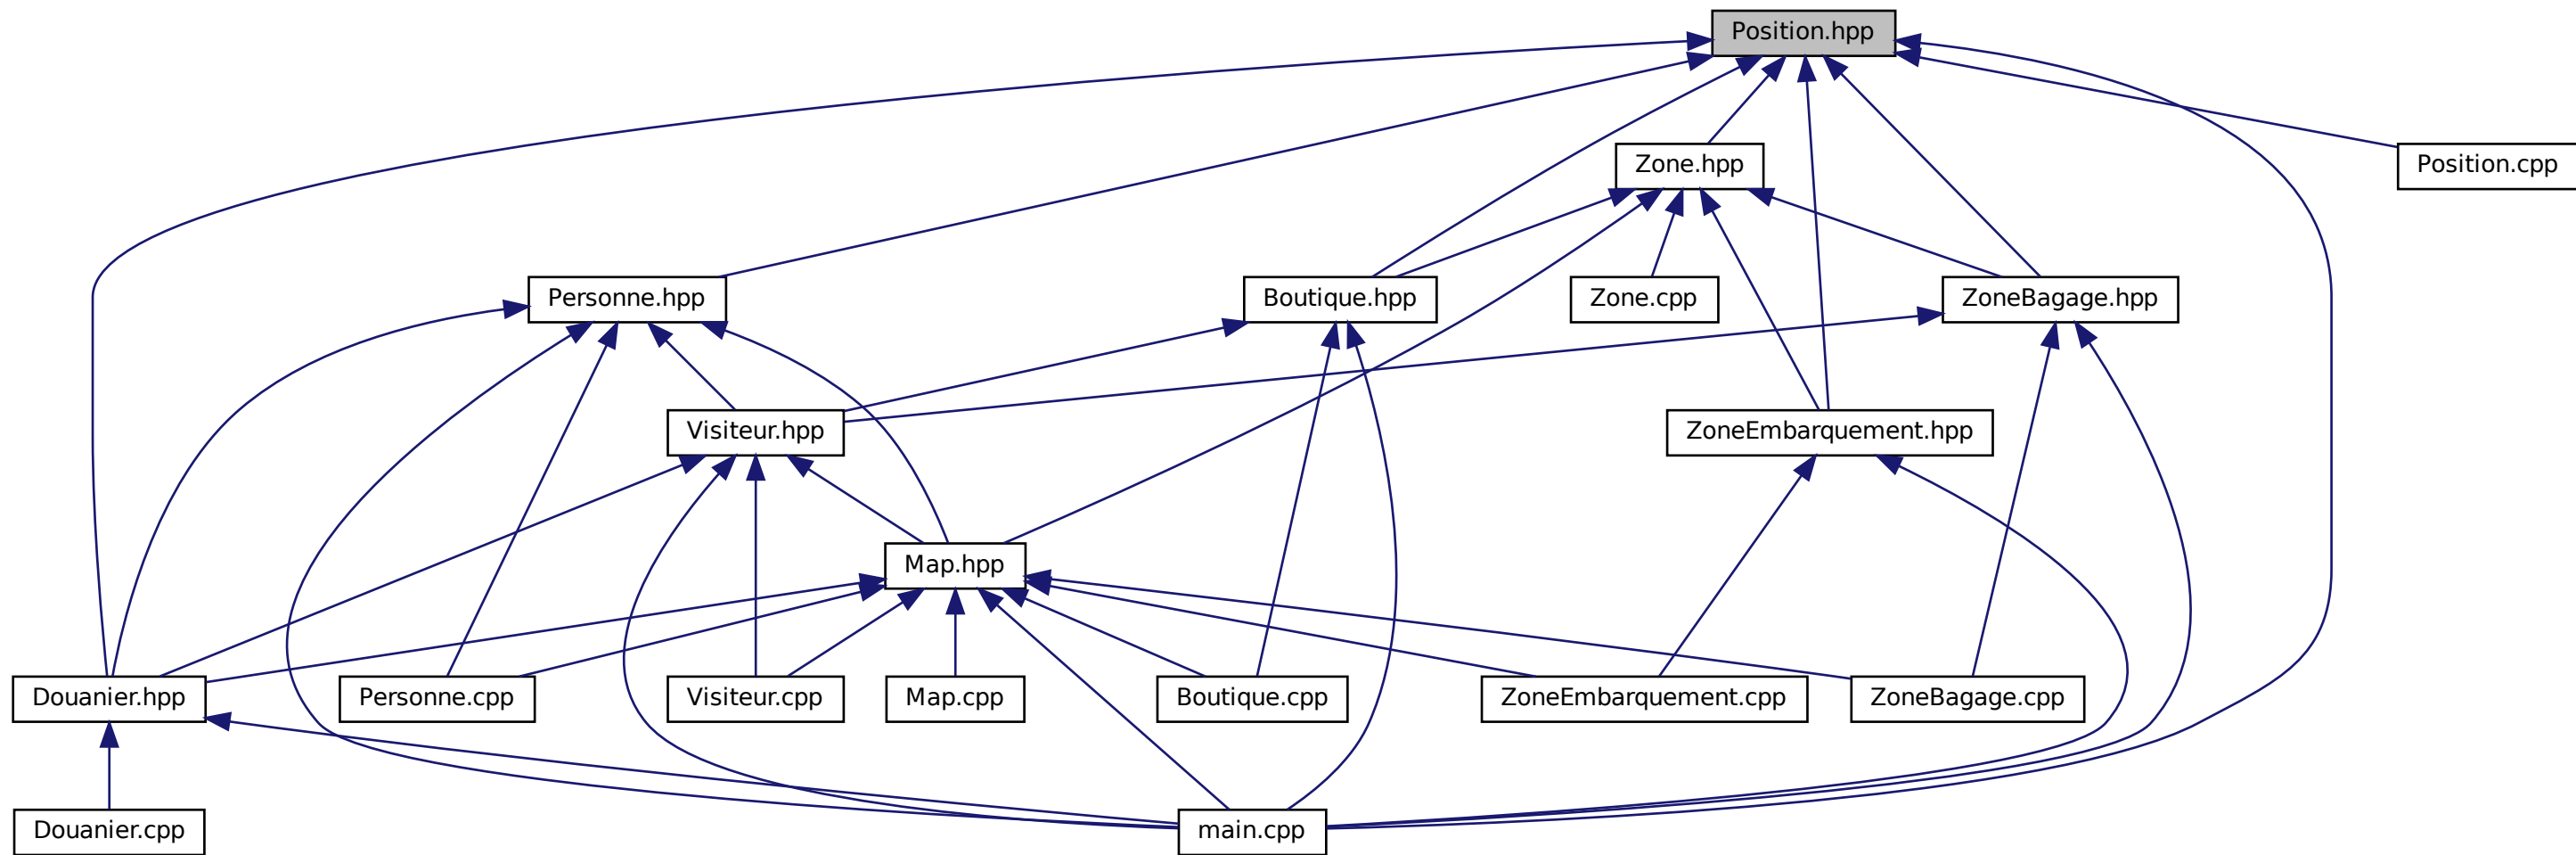 Position.hpp
Zone.hpp
Position.cpp
Personne.hpp
Boutique.hpp
Zone.cpp
ZoneBagage.hpp
Visiteur.hpp
ZoneEmbarquement.hpp
Map.hpp
Douanier.hpp
Personne.cpp
Visiteur.cpp
Map.cpp
Boutique.cpp
ZoneEmbarquement.cpp
ZoneBagage.cpp
Douanier.cpp
main.cpp